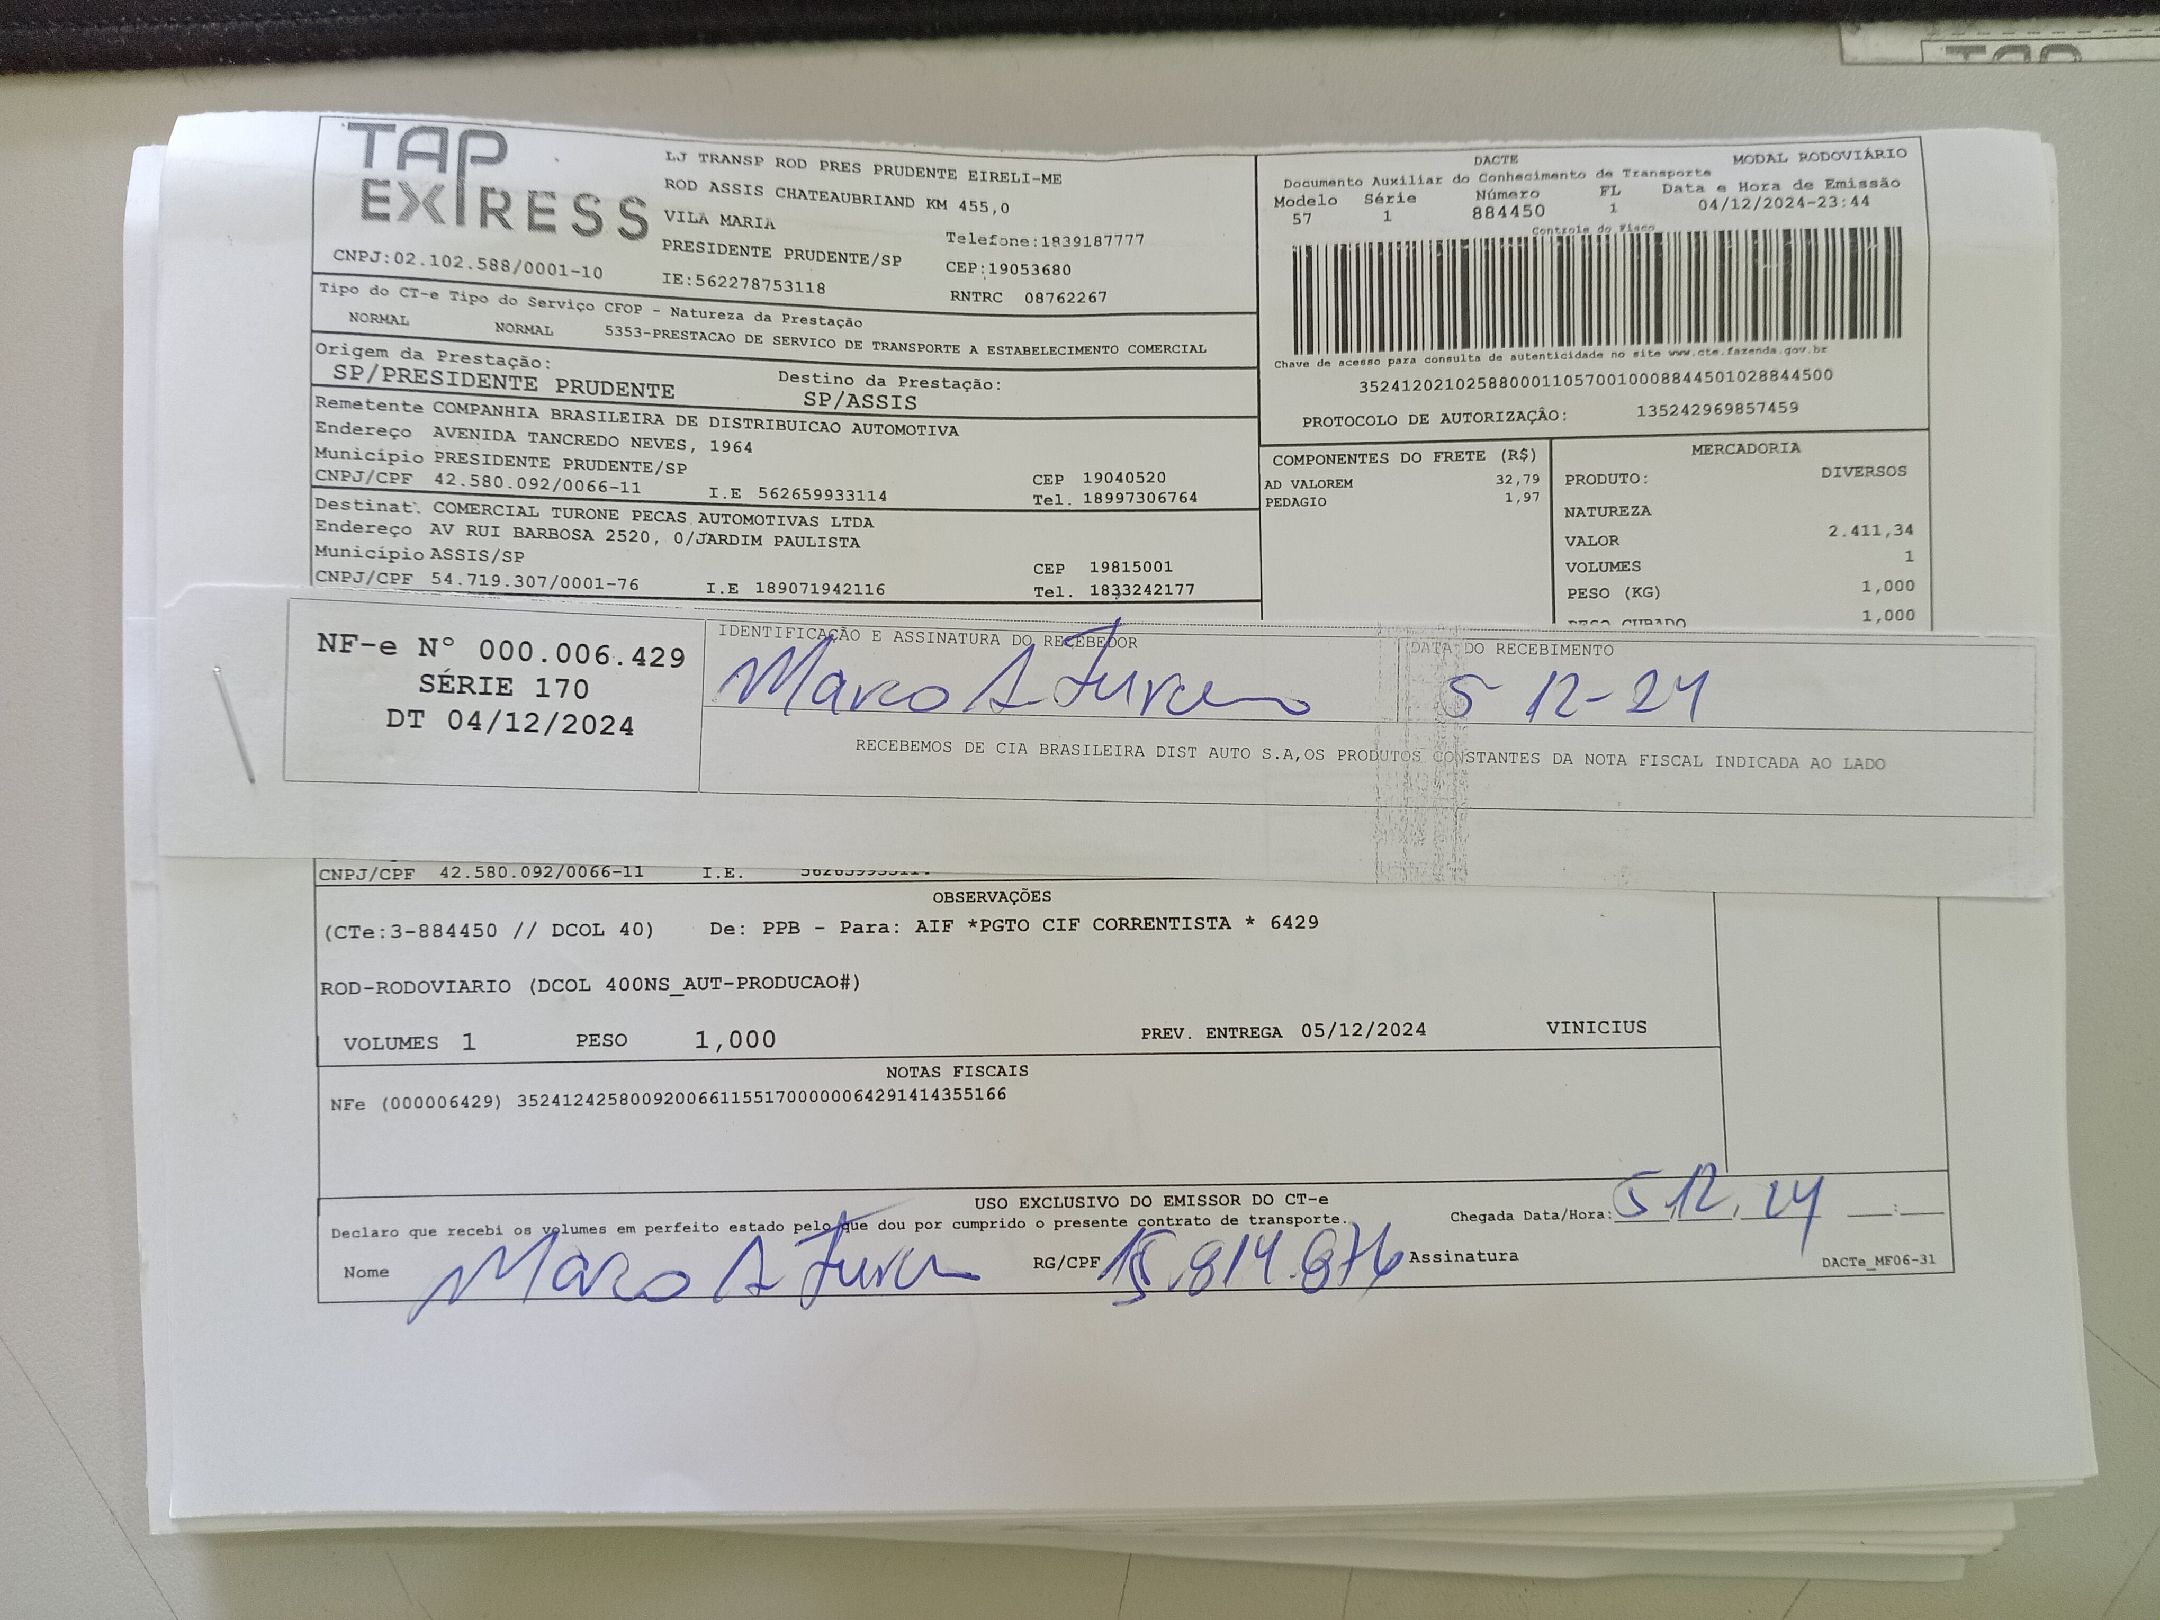 TAP
EXPRESS
CNPJ:02.102.588/0001-10
LJ TRANSP ROD PRES PRUDENTE EIRELI-ME
ROD ASSIS CHATEAUBRIAND KM 455,0
VILA MARIA
Telefone:1839187777
PRESIDENTE PRUDENTE/SP CEP:19053680
IE:562278753118 RNTRC 08762267
DACTE MODAL RODOVIÁRIO
Documento Auxiliar do Conhecimento de Transporte
Modelo Série Número FL Data e Hora de Emissão
57 1 884450 1 04/12/2024-23:44
Controle do Fisco
Chave de acesso para consulta de autenticidade no site www.cte.fazenda.gov.br
35241202102588000110570010008844501028844500
PROTOCOLO DE AUTORIZAÇÃO: 135242969857459
Tipo do CT-e Tipo do Serviço CFOP - Natureza da Prestação
NORMAL NORMAL 5353-PRESTACAO DE SERVICO DE TRANSPORTE A ESTABELECIMENTO COMERCIAL
Origem da Prestação: Destino da Prestação:
SP/PRESIDENTE PRUDENTE SP/ASSIS
Remetente COMPANHIA BRASILEIRA DE DISTRIBUICAO AUTOMOTIVA
Endereço AVENIDA TANCREDO NEVES, 1964
Município PRESIDENTE PRUDENTE/SP CEP 19040520
CNPJ/CPF 42.580.092/0066-11 I.E 562659933114 Tel. 18997306764
Destinat. COMERCIAL TURONE PECAS AUTOMOTIVAS LTDA
Endereço AV RUI BARBOSA 2520, 0/JARDIM PAULISTA
Município ASSIS/SP CEP 19815001
CNPJ/CPF 54.719.307/0001-76 I.E 189071942116 Tel. 1833242177
COMPONENTES DO FRETE (R$)
AD VALOREM 32,79
PEDAGIO 1,97
MERCADORIA
PRODUTO: DIVERSOS
NATUREZA
VALOR 2.411,34
VOLUMES 1
PESO (KG) 1,000
PESO CUBADO 1,000
NF-e Nº 000.006.429
SÉRIE 170
DT 04/12/2024
IDENTIFICAÇÃO E ASSINATURA DO RECEBEDOR
Marco A
DATA DO RECEBIMENTO
5 12-24
RECEBEMOS DE CIA BRASILEIRA DIST AUTO S.A,OS PRODUTOS CONSTANTES DA NOTA FISCAL INDICADA AO LADO
CNPJ/CPF 42.580.092/0066-11 I.E.
OBSERVAÇÕES
(CTe:3-884450 // DCOL 40) De: PPB - Para: AIF *PGTO CIF CORRENTISTA * 6429
ROD-RODOVIARIO (DCOL 400NS_AUT-PRODUCAO#)
VOLUMES 1 PESO 1,000 PREV. ENTREGA 05/12/2024 VINICIUS
NOTAS FISCAIS
NFe (000006429) 35241242580092006611551700000064291414355166
USO EXCLUSIVO DO EMISSOR DO CT-e
Declaro que recebi os volumes em perfeito estado pelo que dou por cumprido o presente contrato de transporte. Chegada Data/Hora: 5 12, 24 :
Nome Marco A RG/CPF Assinatura DACTe_MF06-31